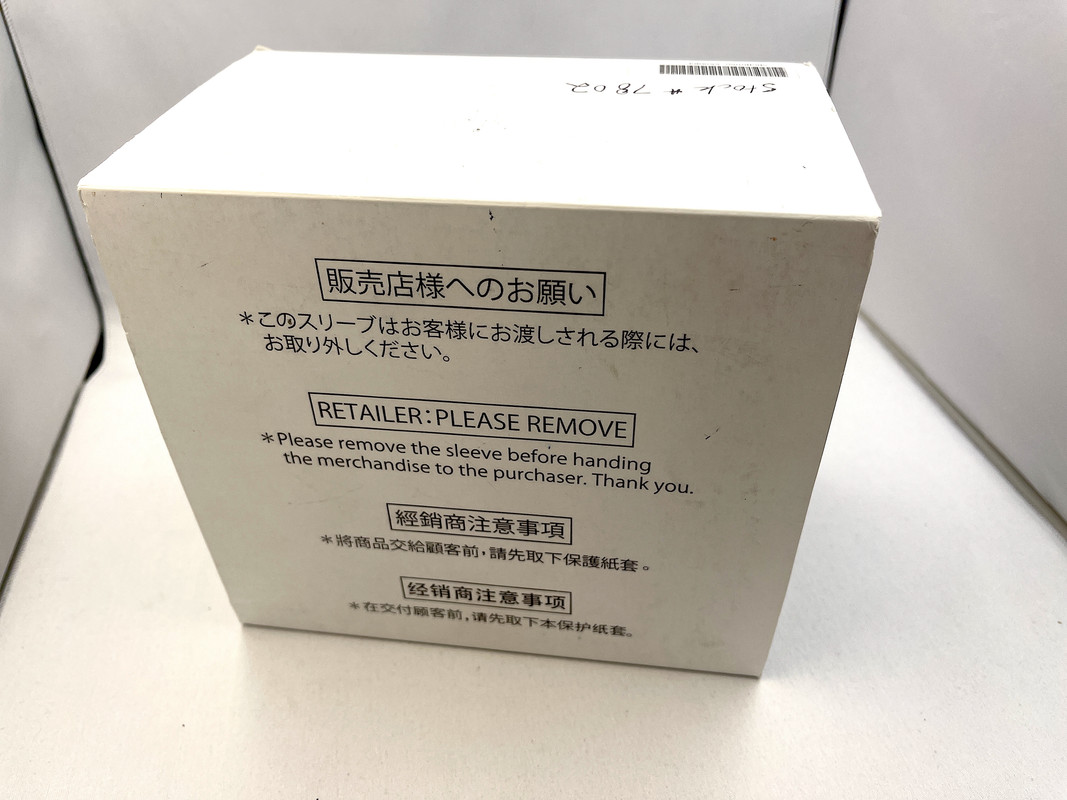 Stock # 7802
販売店様へのお願い
＊このスリーブはお客様にお渡しされる際には、
お取り外しください。
RETAILER:PLEASE REMOVE
＊Please remove the sleeve before handing
the merchandise to the purchaser. Thank you.
經銷商注意事項
＊將商品交給顧客前，請先取下保護紙套。
经销商注意事项
＊在交付顾客前，请先取下本保护纸套。